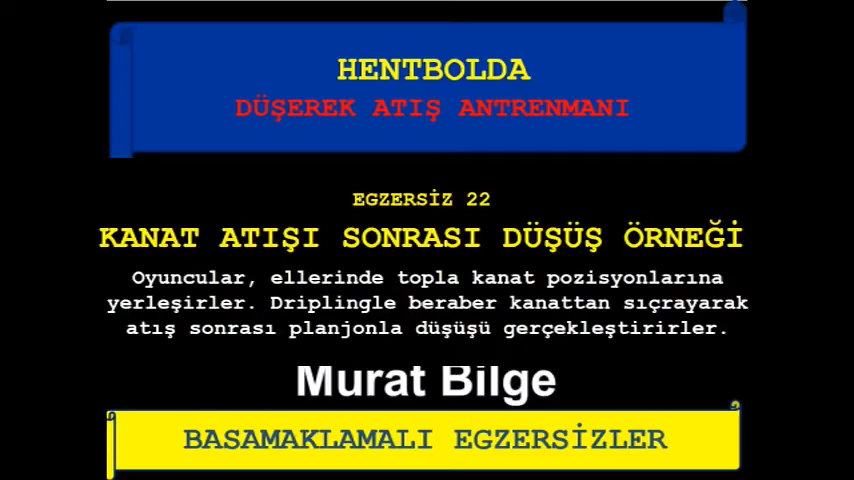 HENTBOLDA
DÜŞEREK ATIŞ ANTRENMANI
EGZERSİZ 22
KANAT ATIŞI SONRASI DÜŞÜŞ ÖRNEĞİ
Oyuncular, ellerinde topla kanat pozisyonlarına
yerleşirler. Driplingle beraber kanattan sıçrayarak
atış sonrası planjonla düşüşü gerçekleştirirler.
Murat Bilge
BASAMAKLAMALI EGZERSİZLER